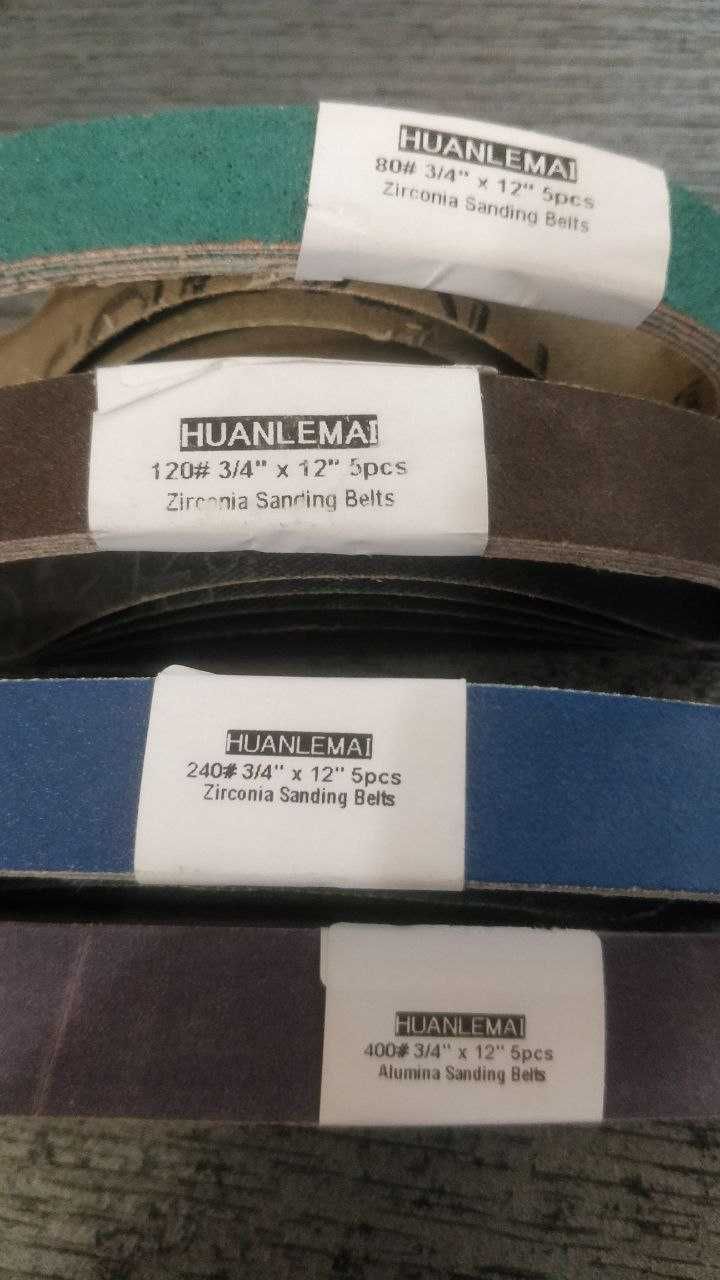 HUANLEMAI
80# 3/4" x 12" 5pcs
Zirconia Sanding Belts
HUANLEMAI
120# 3/4" x 12" 5pcs
Zirconia Sanding Belts
HUANLEMAI
240# 3/4" x 12" 5pcs
Zirconia Sanding Belts
HUANLEMAI
400# 3/4" x 12" 5pcs
Alumina Sanding Belts